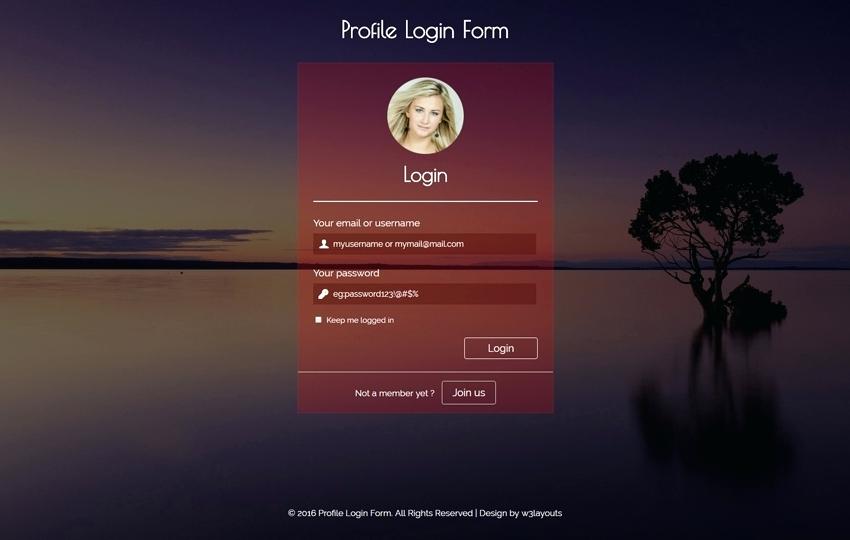 Profile Login Form
Login
Your email or username
myusername or mymail@mail.com
Your password
eg:password123!@#$%
Keep me logged in
Login
Not a member yet ? Join us
© 2016 Profile Login Form. All Rights Reserved | Design by w3layouts